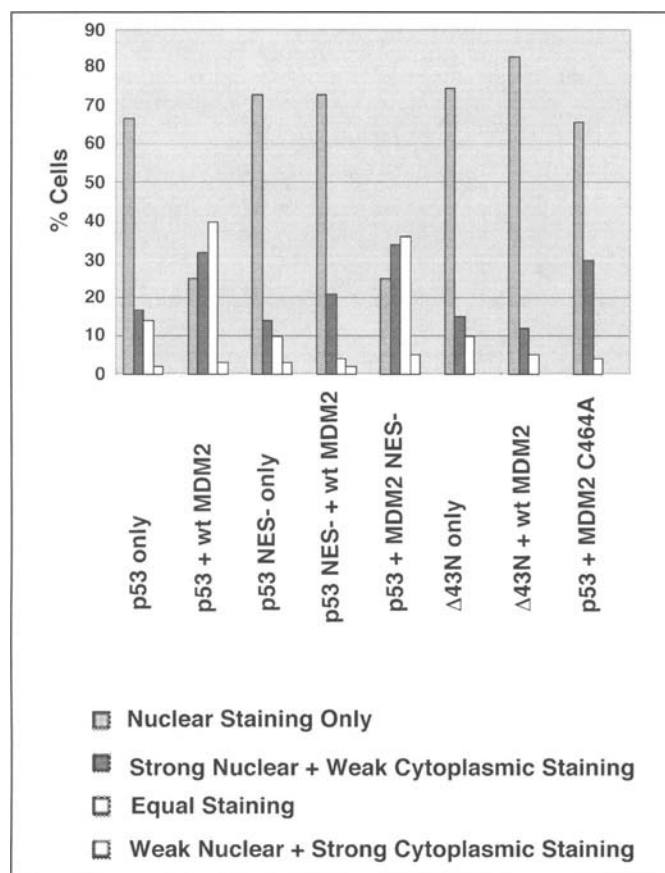 90
80
70
60
50
40
30
20
10
0
% Cells
p53 only
p53 + wt MDM2
p53 NES- only
p53 NES- + wt MDM2
p53 + MDM2 NES-
Δ43N only
Δ43N + wt MDM2
p53 + MDM2 C464A
Nuclear Staining Only
Strong Nuclear + Weak Cytoplasmic Staining
Equal Staining
Weak Nuclear + Strong Cytoplasmic Staining